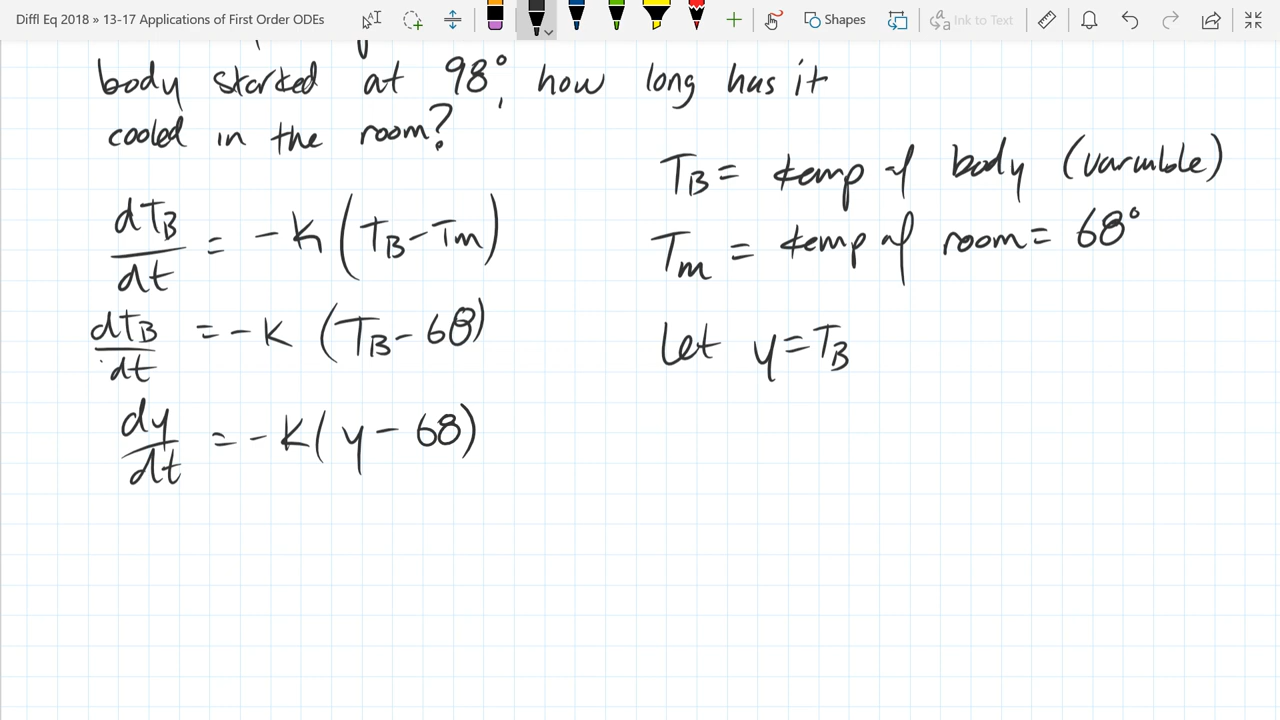 Diffl Eq 2018 » 13-17 Applications of First Order ODEs
Shapes
Ink to Text
body started at 98°, how long has it
cooled in the room?
T_B = temp of body (variable)
dT_B/dt = -K(T_B - T_m)
T_m = temp of room = 68°
dT_B/dt = -K (T_B - 68)
Let y = T_B
dy/dt = -K(y - 68)